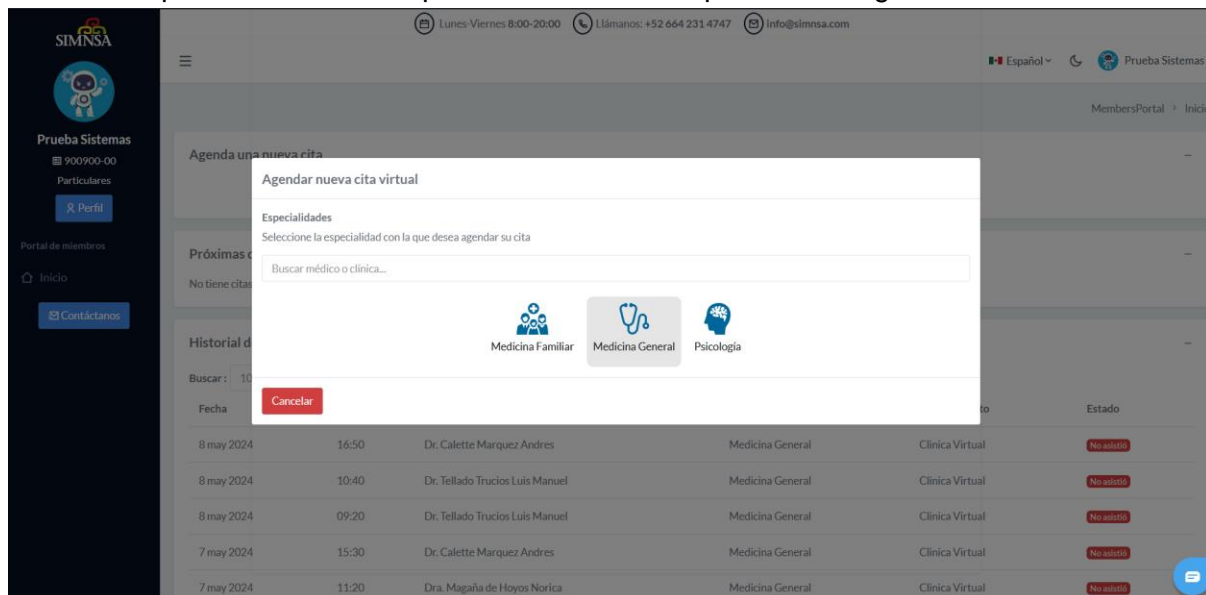 Lunes-Viernes 8:00-20:00 Llámanos: +52 664 231 4747 info@simnsa.com
SIMNSA
Español Prueba Sistemas
MembersPortal Inicio
Prueba Sistemas
900900-00
Particulares
Perfil
Portal de miembros
Inicio
Contáctanos
Agenda una nueva cita
Agendar nueva cita virtual
Especialidades
Seleccione la especialidad con la que desea agendar su cita
Buscar médico o clínica...
Medicina Familiar Medicina General Psicología
Cancelar
Próximas
No tiene citas
Historial
Buscar: 10
Fecha Estado
8 may 2024 16:50 Dr. Calette Marquez Andres Medicina General Clinica Virtual No asistió
8 may 2024 10:40 Dr. Tellado Trucios Luis Manuel Medicina General Clinica Virtual No asistió
8 may 2024 09:20 Dr. Tellado Trucios Luis Manuel Medicina General Clinica Virtual No asistió
7 may 2024 15:30 Dr. Calette Marquez Andres Medicina General Clinica Virtual No asistió
7 may 2024 11:20 Dra. Magaña de Hoyos Norica Medicina General Clinica Virtual No asistió